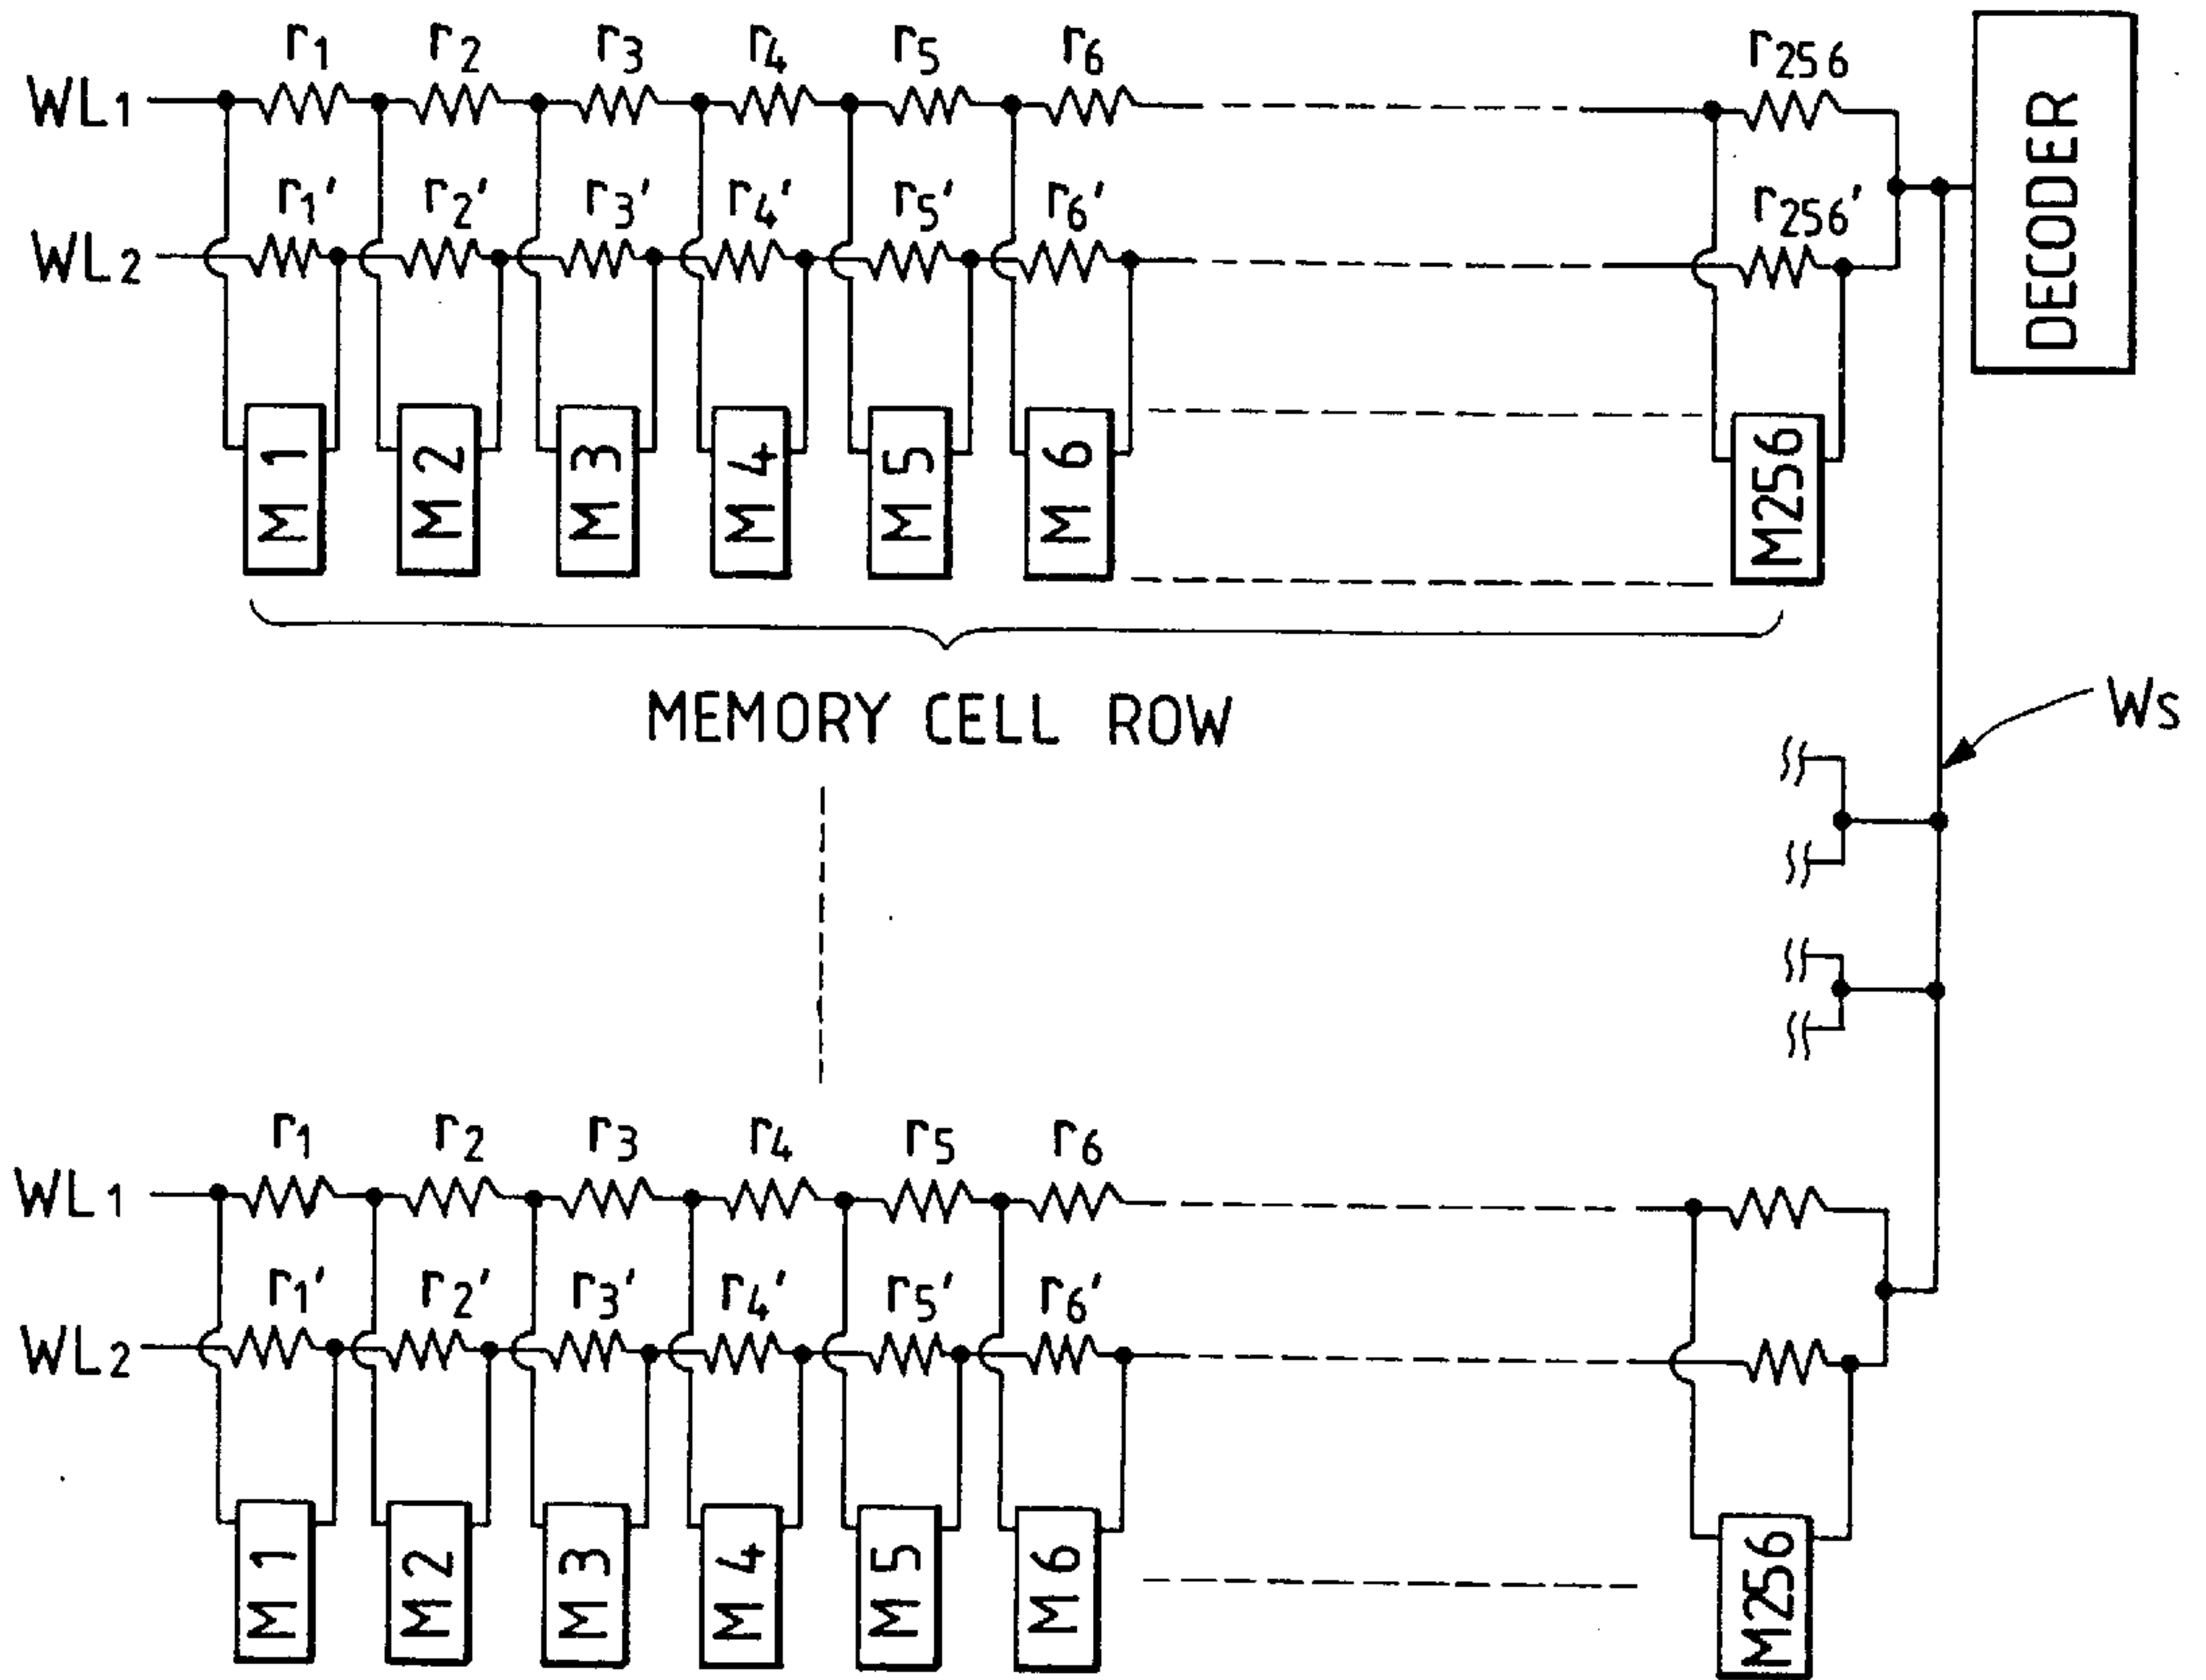 r1 r2 r3 r4 r5 r6 r256
WL1
r1' r2' r3' r4' r5' r6' r256'
WL2
DECODER
M1 M2 M3 M4 M5 M6 M256
MEMORY CELL ROW
WS
r1 r2 r3 r4 r5 r6
WL1
r1' r2' r3' r4' r5' r6'
WL2
M1 M2 M3 M4 M5 M6 M256